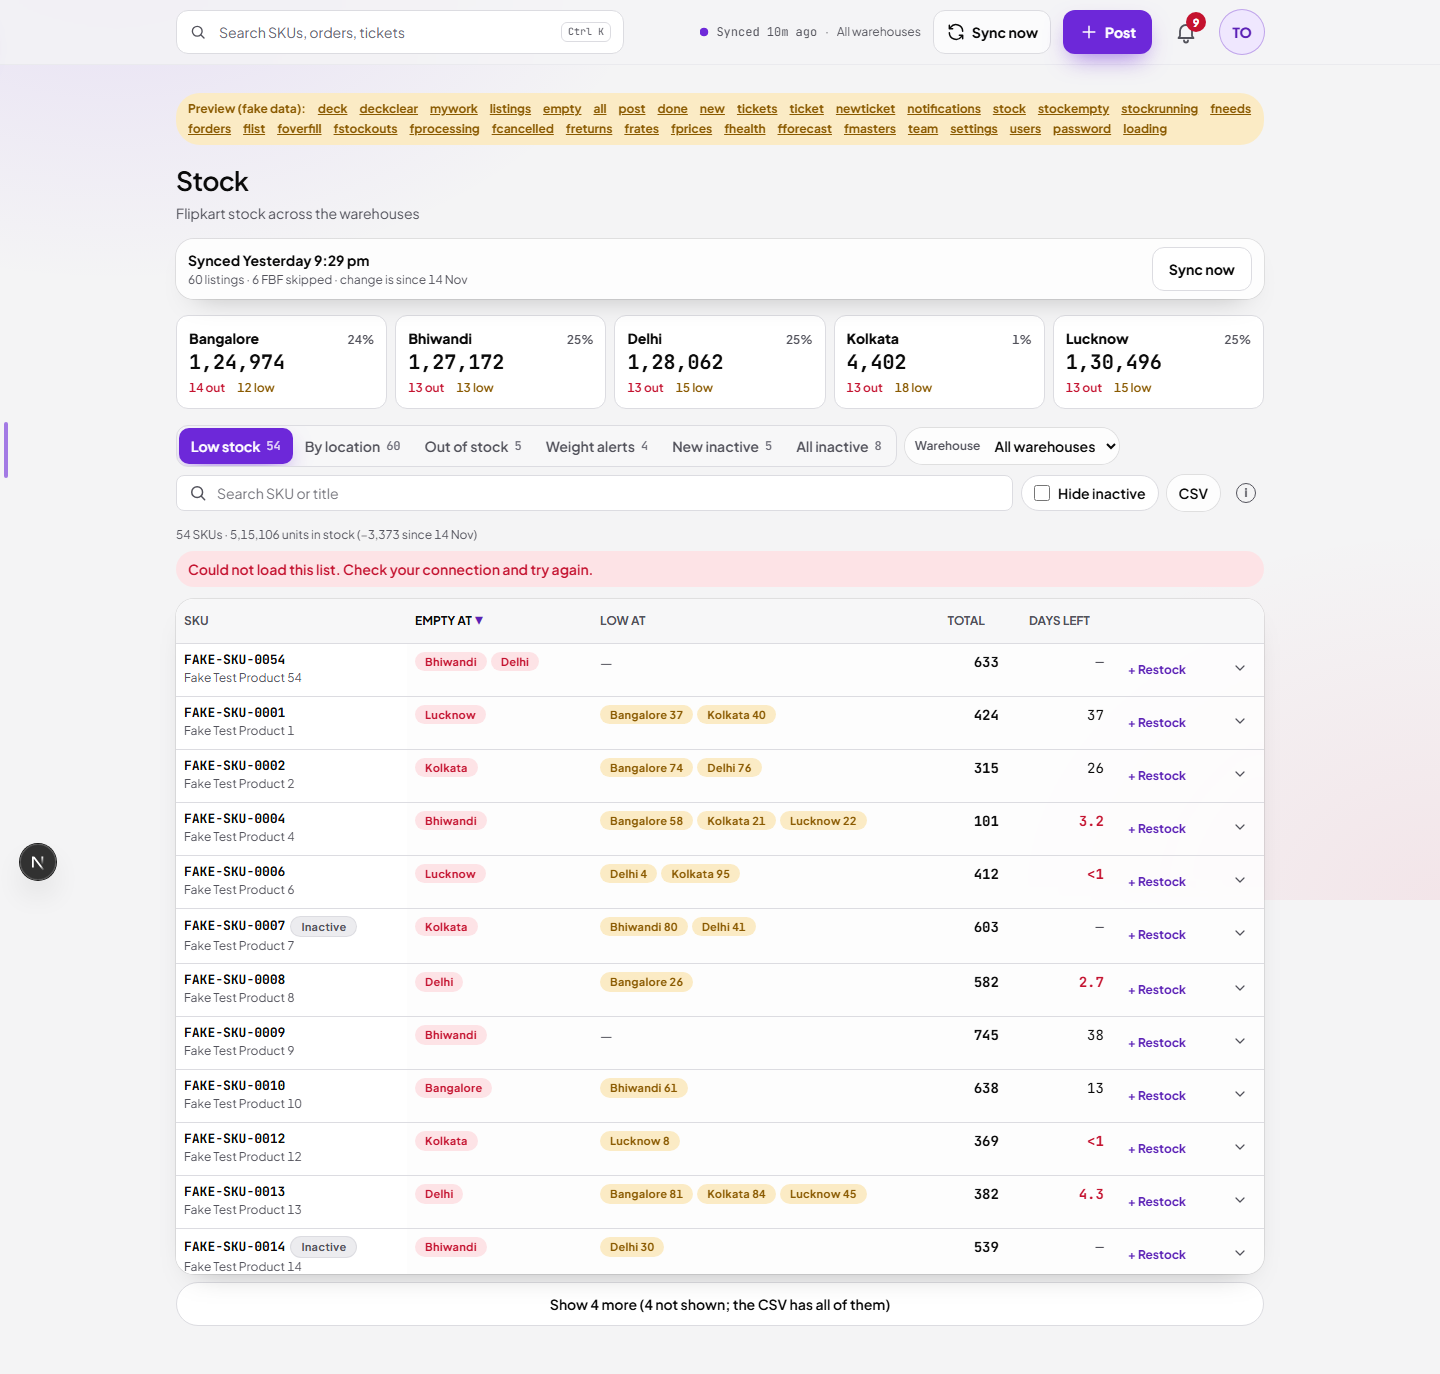 Search SKUs, orders, tickets Ctrl K Synced 10m ago · All warehouses Sync now + Post 9 TO
Preview (fake data): deck deckclear mywork listings empty all post done new tickets ticket newticket notifications stock stockempty stockrunning fneeds
forders flist foverfill fstockouts fprocessing fcancelled freturns frates fprices fhealth fforecast fmasters team settings users password loading
Stock
Flipkart stock across the warehouses
Synced Yesterday 9:29 pm
60 listings · 6 FBF skipped · change is since 14 Nov
Sync now
Bangalore 24%
1,24,974
14 out 12 low
Bhiwandi 25%
1,27,172
13 out 13 low
Delhi 25%
1,28,062
13 out 15 low
Kolkata 1%
4,402
13 out 18 low
Lucknow 25%
1,30,496
13 out 15 low
Low stock 54 By location 60 Out of stock 5 Weight alerts 4 New inactive 5 All inactive 8 Warehouse All warehouses
Search SKU or title Hide inactive CSV i
54 SKUs · 5,15,106 units in stock (−3,373 since 14 Nov)
Could not load this list. Check your connection and try again.
SKU EMPTY AT ▼ LOW AT TOTAL DAYS LEFT
FAKE-SKU-0054 Bhiwandi Delhi — 633 — + Restock
Fake Test Product 54
FAKE-SKU-0001 Lucknow Bangalore 37 Kolkata 40 424 37 + Restock
Fake Test Product 1
FAKE-SKU-0002 Kolkata Bangalore 74 Delhi 76 315 26 + Restock
Fake Test Product 2
FAKE-SKU-0004 Bhiwandi Bangalore 58 Kolkata 21 Lucknow 22 101 3.2 + Restock
Fake Test Product 4
FAKE-SKU-0006 Lucknow Delhi 4 Kolkata 95 412 <1 + Restock
Fake Test Product 6
FAKE-SKU-0007 Inactive Kolkata Bhiwandi 80 Delhi 41 603 — + Restock
Fake Test Product 7
FAKE-SKU-0008 Delhi Bangalore 26 582 2.7 + Restock
Fake Test Product 8
FAKE-SKU-0009 Bhiwandi — 745 38 + Restock
Fake Test Product 9
FAKE-SKU-0010 Bangalore Bhiwandi 61 638 13 + Restock
Fake Test Product 10
FAKE-SKU-0012 Kolkata Lucknow 8 369 <1 + Restock
Fake Test Product 12
FAKE-SKU-0013 Delhi Bangalore 81 Kolkata 84 Lucknow 45 382 4.3 + Restock
Fake Test Product 13
FAKE-SKU-0014 Inactive Bhiwandi Delhi 30 539 — + Restock
Fake Test Product 14
Show 4 more (4 not shown; the CSV has all of them)
N